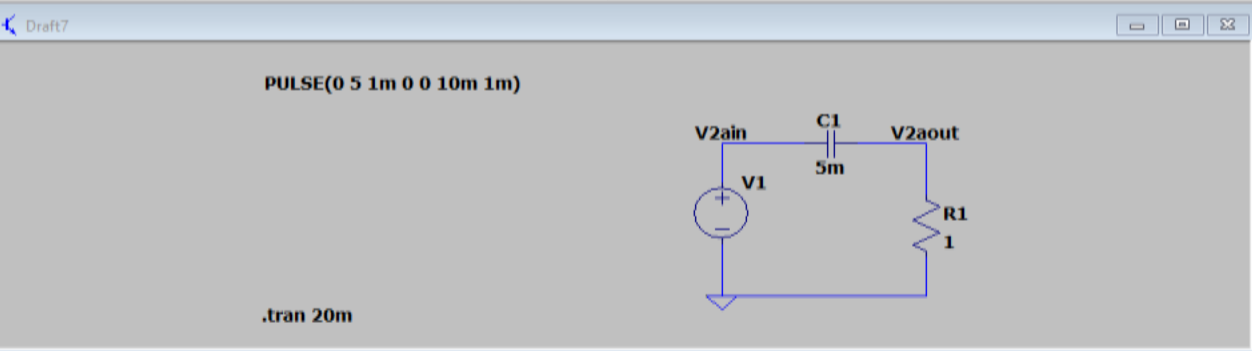 Draft7
PULSE(0 5 1m 0 0 10m 1m)
V2ain
C1
V2aout
5m
V1
R1
1
.tran 20m